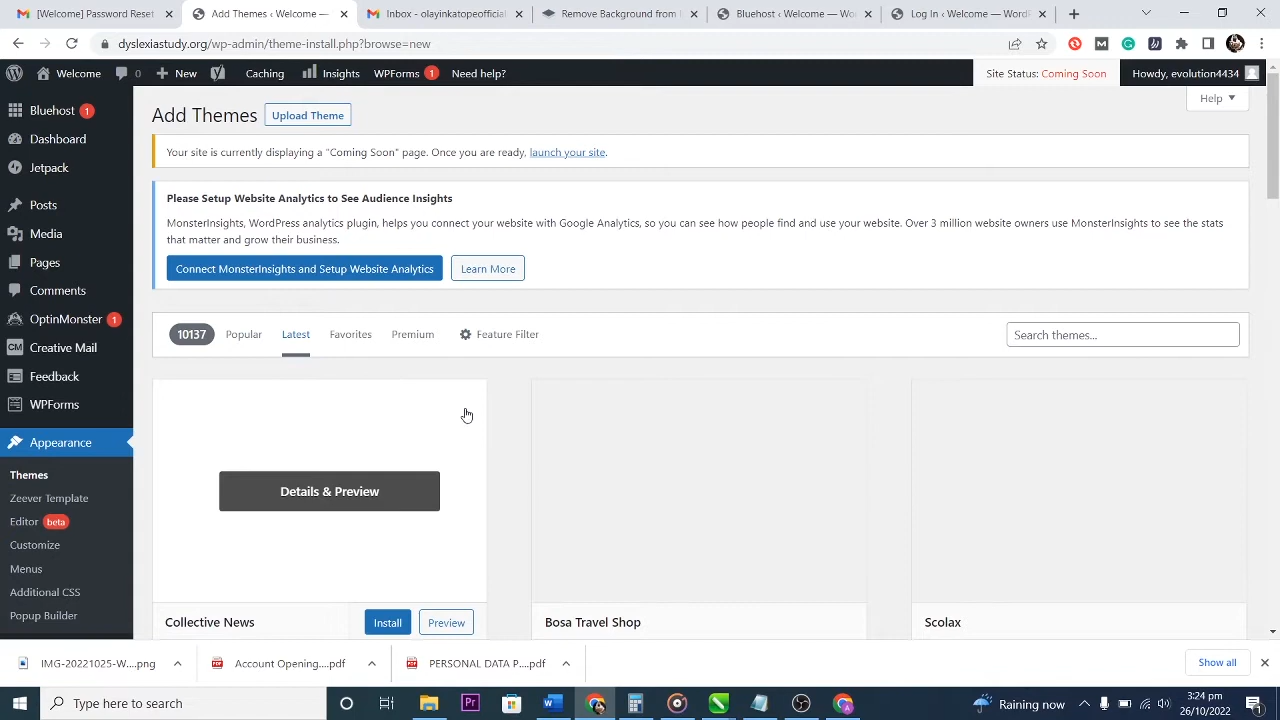 [Welcome] Password Reset
Add Themes ‹ Welcome —
Inbox - olayinkatopeofficial
Remove Background from
Bluehost ‹ Welcome — Wo
Log In ‹ Welcome — WordP
dyslexiastudy.org/wp-admin/theme-install.php?browse=new
Welcome
0
New
Caching
Insights
WPForms 1
Need help?
Site Status: Coming Soon
Howdy, evolution4434
Bluehost 1
Dashboard
Jetpack
Posts
Media
Pages
Comments
OptinMonster 1
CM Creative Mail
Feedback
WPForms
Appearance
Themes
Zeever Template
Editor beta
Customize
Menus
Additional CSS
Popup Builder
Help
Add Themes
Upload Theme
Your site is currently displaying a "Coming Soon" page. Once you are ready, launch your site.
Please Setup Website Analytics to See Audience Insights
MonsterInsights, WordPress analytics plugin, helps you connect your website with Google Analytics, so you can see how people find and use your website. Over 3 million website owners use MonsterInsights to see the stats
that matter and grow their business.
Connect MonsterInsights and Setup Website Analytics
Learn More
10137
Popular
Latest
Favorites
Premium
Feature Filter
Search themes...
Details & Preview
Collective News
Install
Preview
Bosa Travel Shop
Scolax
IMG-20221025-W....png
Account Opening....pdf
PERSONAL DATA P....pdf
Show all
Type here to search
Pr
Raining now
3:24 pm
26/10/2022